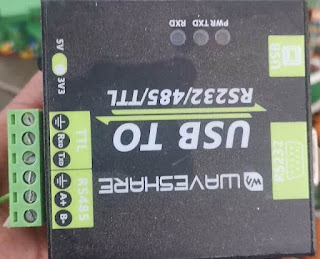 WAVESHARE
USB TO
RS232/485/TTL
PWR TXD RXD
USB
RS232
RS485
B-
A+
TTL
TXD
RXD
5V
3V3